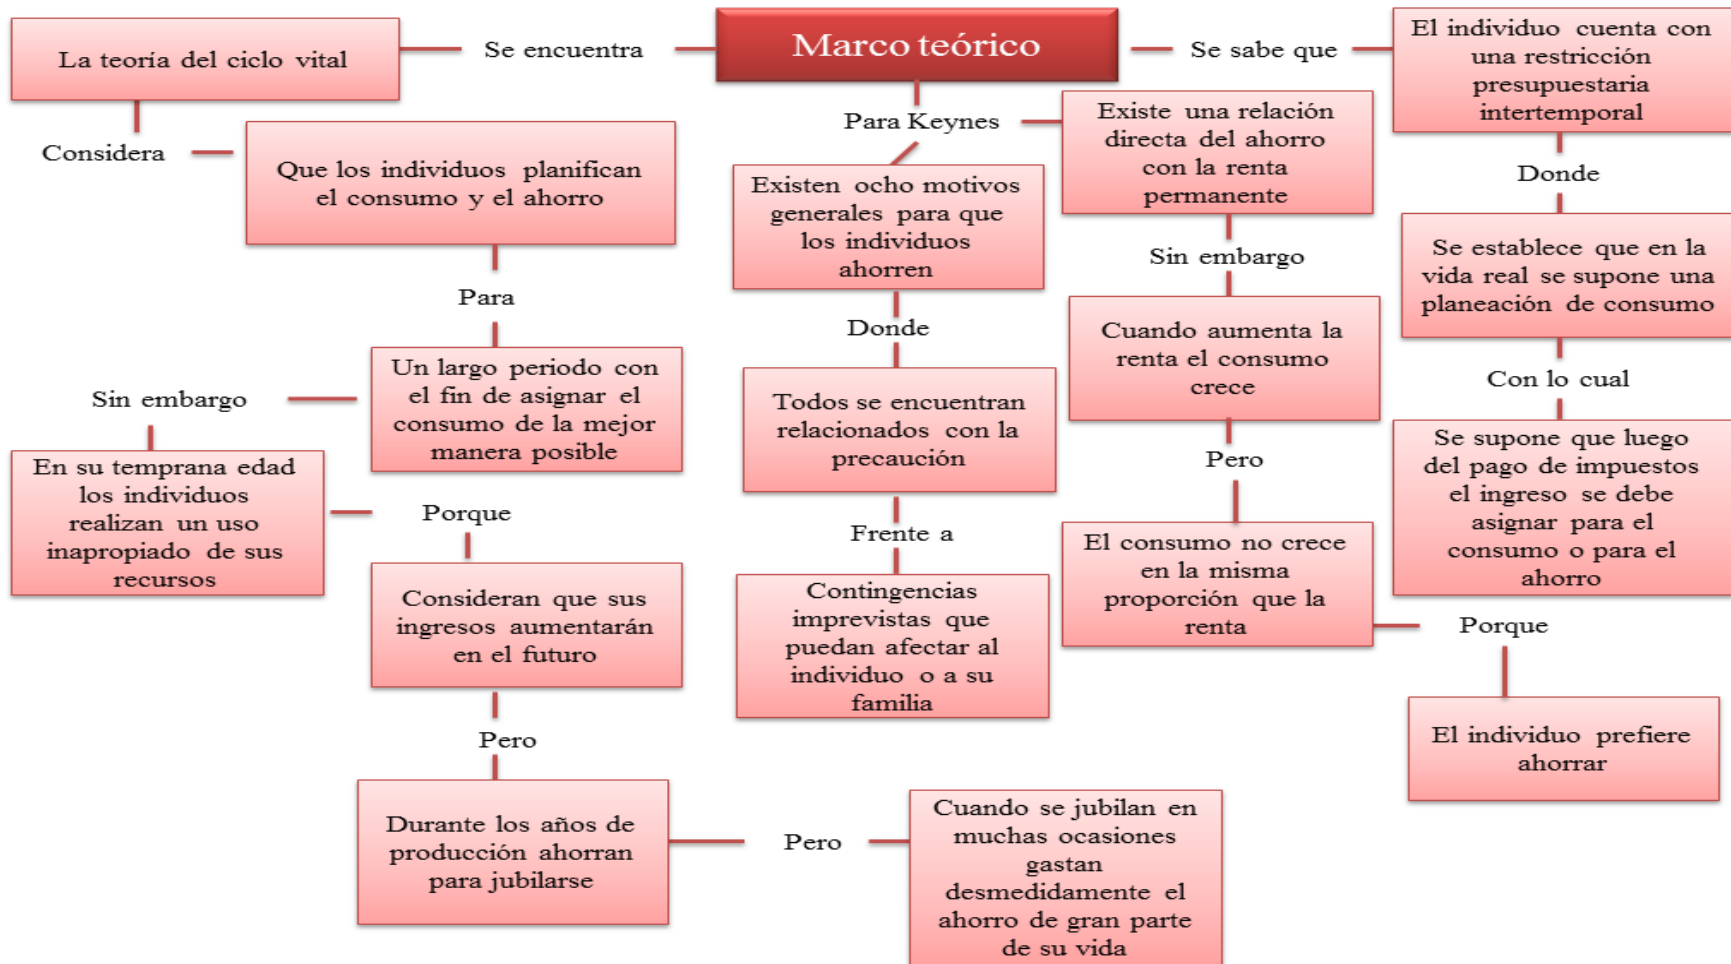 Marco teórico
Se encuentra
La teoría del ciclo vital
Considera
Que los individuos planifican
el consumo y el ahorro
Para
Un largo periodo con
el fin de asignar el
consumo de la mejor
manera posible
Sin embargo
En su temprana edad
los individuos
realizan un uso
inapropiado de sus
recursos
Porque
Consideran que sus
ingresos aumentarán
en el futuro
Pero
Durante los años de
producción ahorran
para jubilarse
Pero
Cuando se jubilan en
muchas ocasiones
gastan
desmedidamente el
ahorro de gran parte
de su vida
Para Keynes
Existen ocho motivos
generales para que
los individuos
ahorren
Donde
Todos se encuentran
relacionados con la
precaución
Frente a
Contingencias
imprevistas que
puedan afectar al
individuo o a su
familia
Existe una relación
directa del ahorro
con la renta
permanente
Sin embargo
Cuando aumenta la
renta el consumo
crece
Pero
El consumo no crece
en la misma
proporción que la
renta
Porque
El individuo prefiere
ahorrar
Se sabe que
El individuo cuenta con
una restricción
presupuestaria
intertemporal
Donde
Se establece que en la
vida real se supone una
planeación de consumo
Con lo cual
Se supone que luego
del pago de impuestos
el ingreso se debe
asignar para el
consumo o para el
ahorro